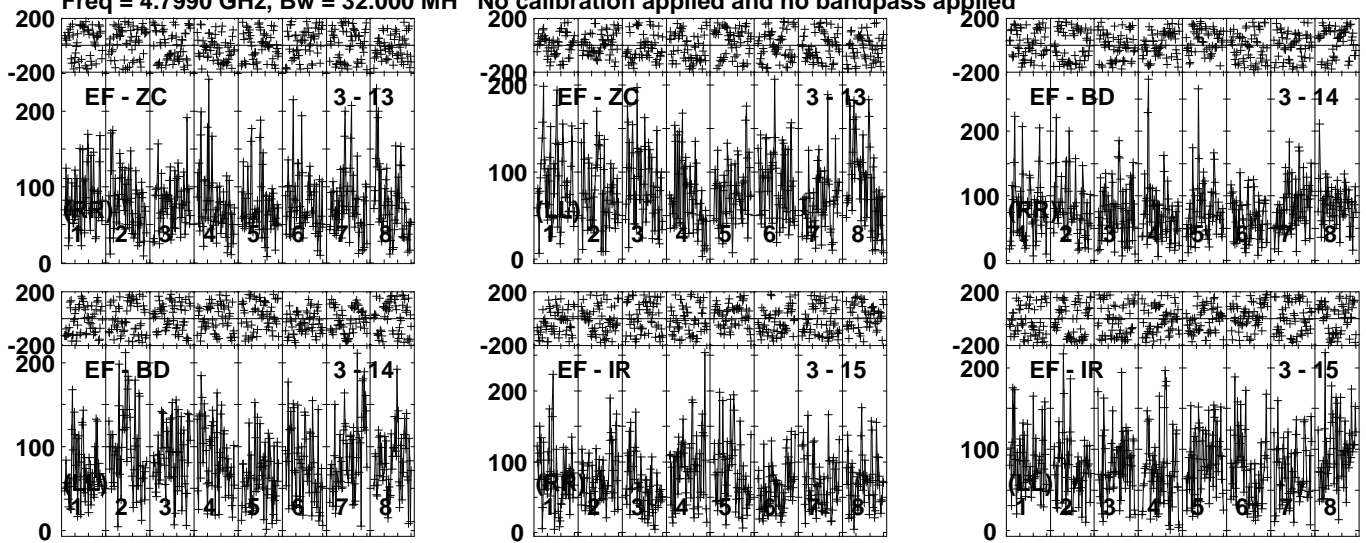 Freq = 4.7990 GHz, Bw = 32.000 MH No calibration applied and no bandpass applied
200
-200
200
100
0
EF - ZC 3 - 13
(RR)
1 2 3 4 5 6 7 8
200
-200
200
100
0
EF - ZC 3 - 13
(LL)
1 2 3 4 5 6 7 8
200
-200
200
100
0
EF - BD 3 - 14
(RR)
1 2 3 4 5 6 7 8
200
-200
200
100
0
EF - BD 3 - 14
(LL)
1 2 3 4 5 6 7 8
200
-200
200
100
0
EF - IR 3 - 15
(RR)
1 2 3 4 5 6 7 8
200
-200
200
100
0
EF - IR 3 - 15
(LL)
1 2 3 4 5 6 7 8